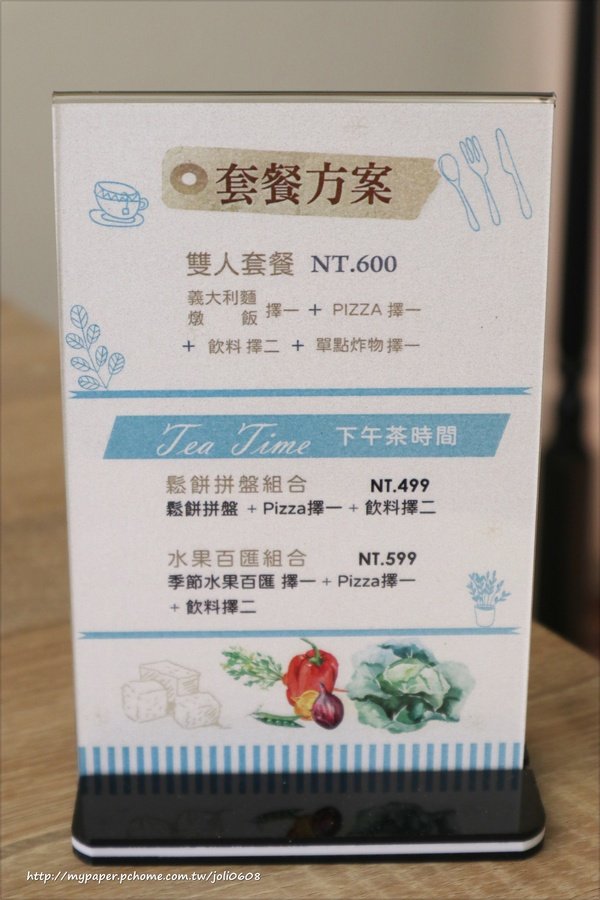 套餐方案
雙人套餐 NT.600
義大利麵
燉 飯 擇一 + PIZZA 擇一
+ 飲料 擇二 + 單點炸物 擇一
Tea Time 下午茶時間
鬆餅拼盤組合 NT.499
鬆餅拼盤 + Pizza擇一 + 飲料擇二
水果百匯組合 NT.599
季節水果百匯 擇一 + Pizza擇一
+ 飲料擇二
http://mypaper.pchome.com.tw/joli0608